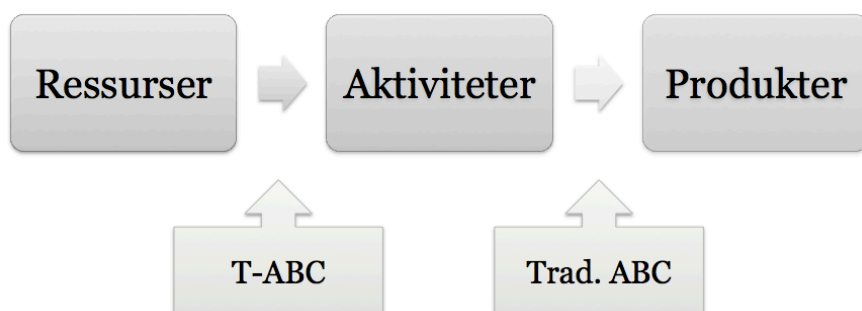 Ressurser
Aktiviteter
Produkter
T-ABC
Trad. ABC